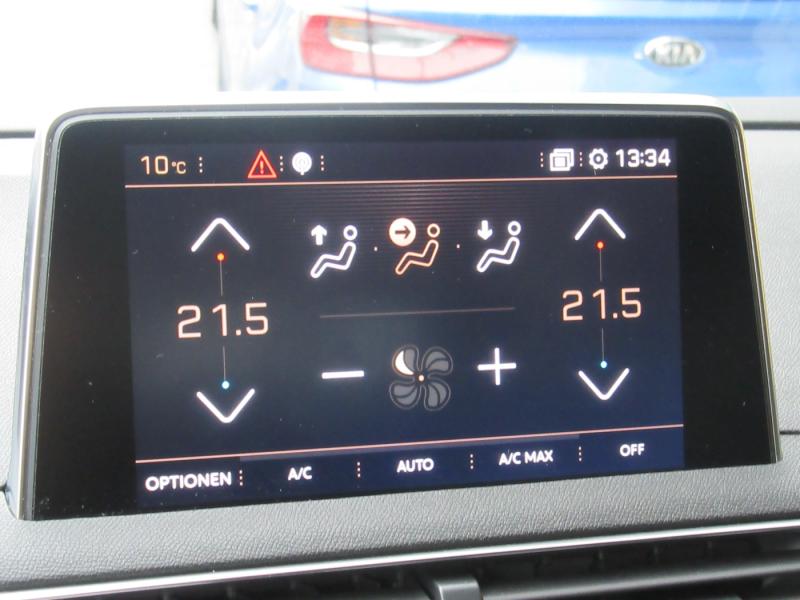 KIA
10°C 13:34
21.5 21.5
OPTIONEN A/C AUTO A/C MAX OFF